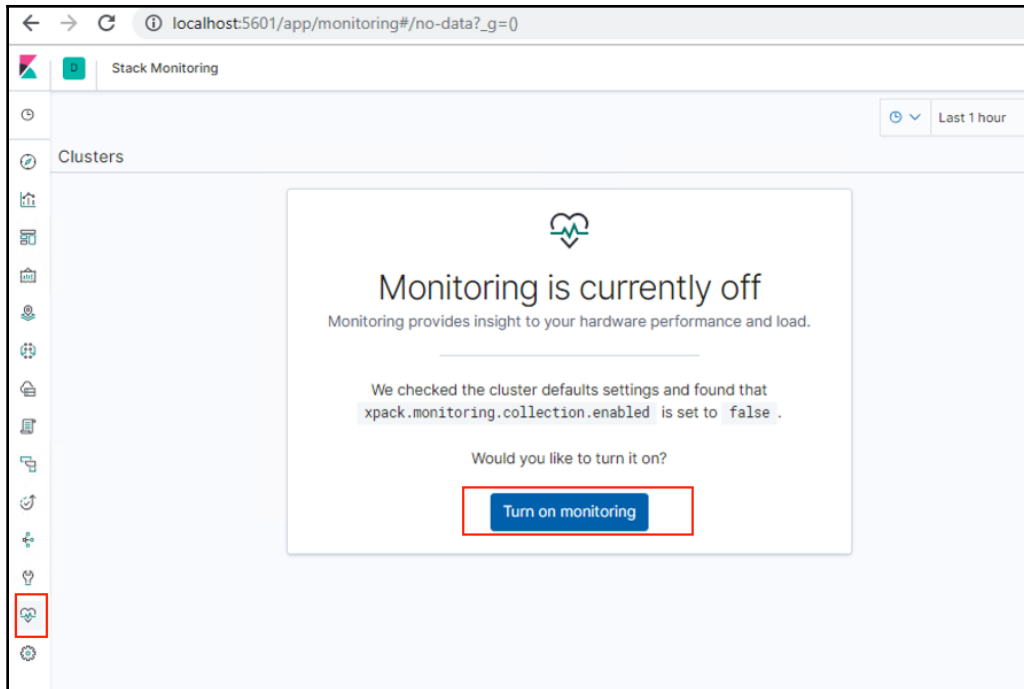 localhost:5601/app/monitoring#/no-data?_g=()
D
Stack Monitoring
Last 1 hour
Clusters
Monitoring is currently off
Monitoring provides insight to your hardware performance and load.
We checked the cluster defaults settings and found that
xpack.monitoring.collection.enabled is set to false .
Would you like to turn it on?
Turn on monitoring